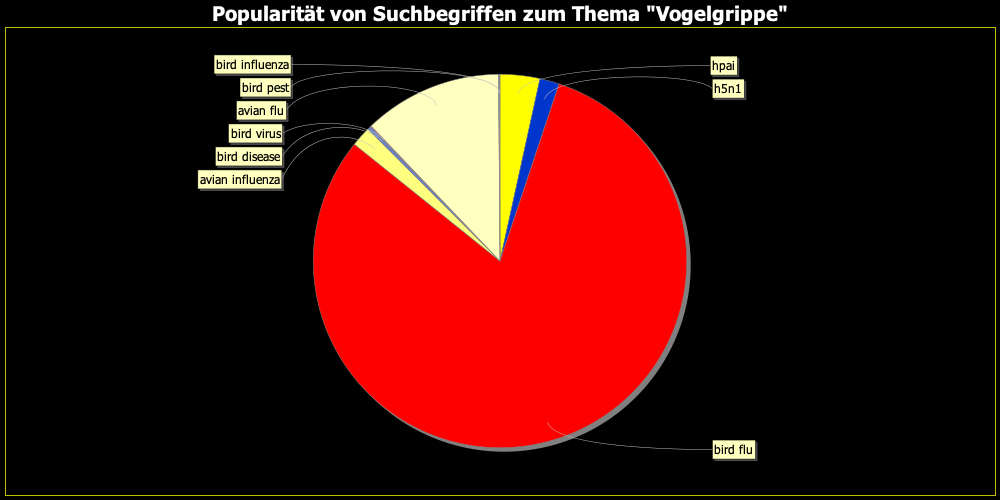 Popularität von Suchbegriffen zum Thema "Vogelgrippe"
bird influenza
bird pest
avian flu
bird virus
bird disease
avian influenza
hpai
h5n1
bird flu